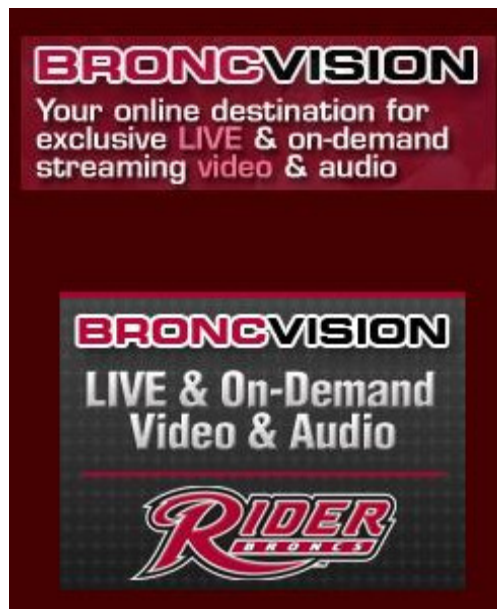 BRONCVISION
Your online destination for
exclusive LIVE & on-demand
streaming video & audio
BRONCVISION
LIVE & On-Demand
Video & Audio
RIDER
BRONCS